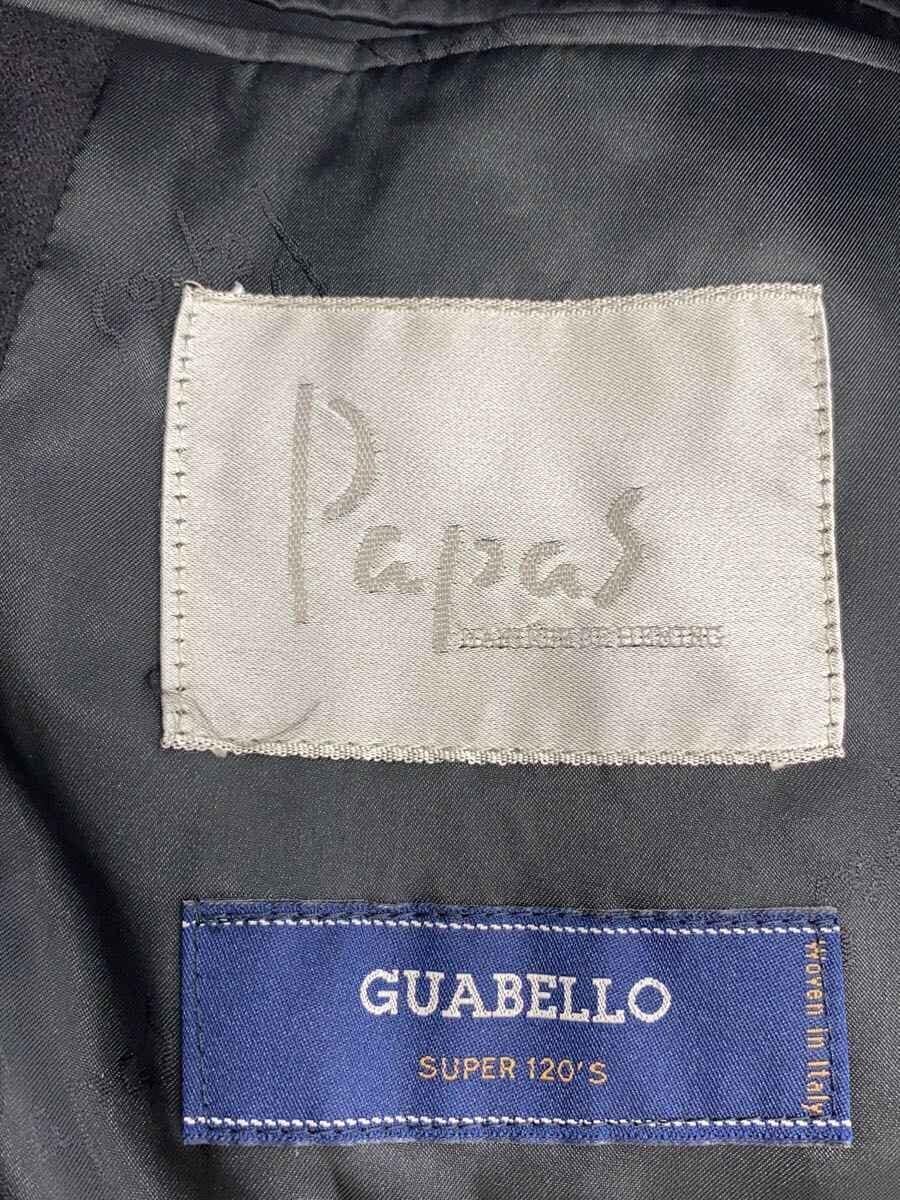 Papas
GUABELLO
SUPER 120'S
Woven in Italy